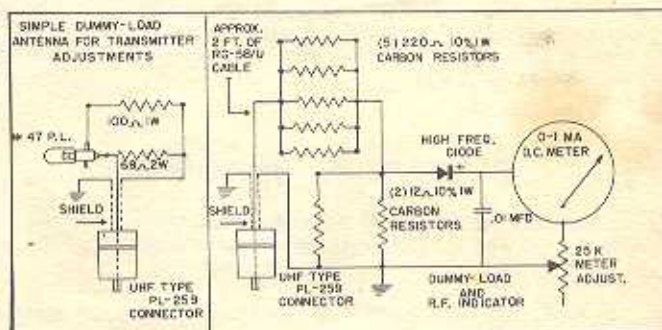 SIMPLE DUMMY-LOAD
ANTENNA FOR TRANSMITTER
ADJUSTMENTS
100Ω 1W
# 47 P.L.
68Ω 2W
SHIELD
UHF TYPE
PL-259
CONNECTOR
APPROX.
2 FT. OF
RG-58/U
CABLE
(5) 220Ω 10% 1W
CARBON RESISTORS
HIGH FREQ.
DIODE
+
0-1 MA
D.C. METER
(2) 12Ω 10% 1W
CARBON
RESISTORS
.01 MFD
SHIELD
UHF TYPE
PL-259
CONNECTOR
DUMMY-LOAD
AND
R.F. INDICATOR
25K
METER
ADJUST.